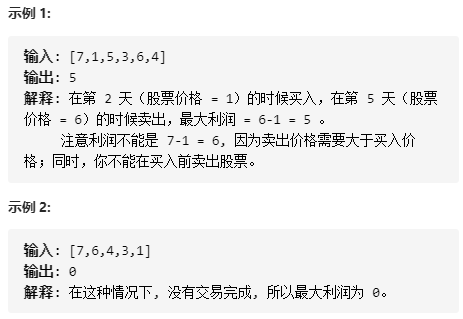 示例 1:
输入: [7,1,5,3,6,4]
输出: 5
解释: 在第 2 天（股票价格 = 1）的时候买入，在第 5 天（股票
价格 = 6）的时候卖出，最大利润 = 6-1 = 5 。
注意利润不能是 7-1 = 6, 因为卖出价格需要大于买入价
格；同时，你不能在买入前卖出股票。
示例 2:
输入: [7,6,4,3,1]
输出: 0
解释: 在这种情况下, 没有交易完成, 所以最大利润为 0。